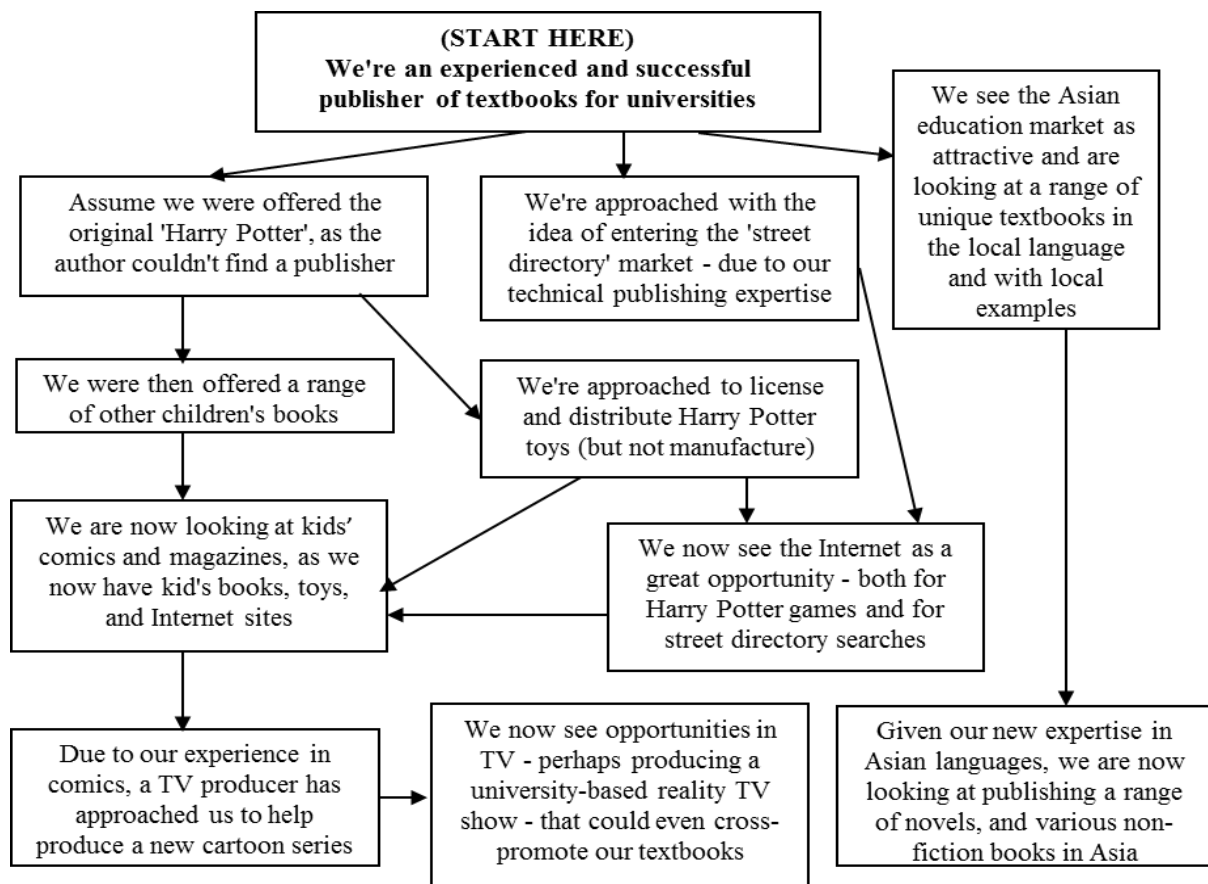 (START HERE)
We're an experienced and successful
publisher of textbooks for universities
We see the Asian
education market as
attractive and are
looking at a range of
unique textbooks in
the local language
and with local
examples
Assume we were offered the
original 'Harry Potter', as the
author couldn't find a publisher
We're approached with the
idea of entering the 'street
directory' market - due to our
technical publishing expertise
We were then offered a range
of other children's books
We're approached to license
and distribute Harry Potter
toys (but not manufacture)
We are now looking at kids’
comics and magazines, as we
now have kid's books, toys,
and Internet sites
We now see the Internet as a
great opportunity - both for
Harry Potter games and for
street directory searches
Due to our experience in
comics, a TV producer has
approached us to help
produce a new cartoon series
We now see opportunities in
TV - perhaps producing a
university-based reality TV
show - that could even cross-
promote our textbooks
Given our new expertise in
Asian languages, we are now
looking at publishing a range
of novels, and various non-
fiction books in Asia